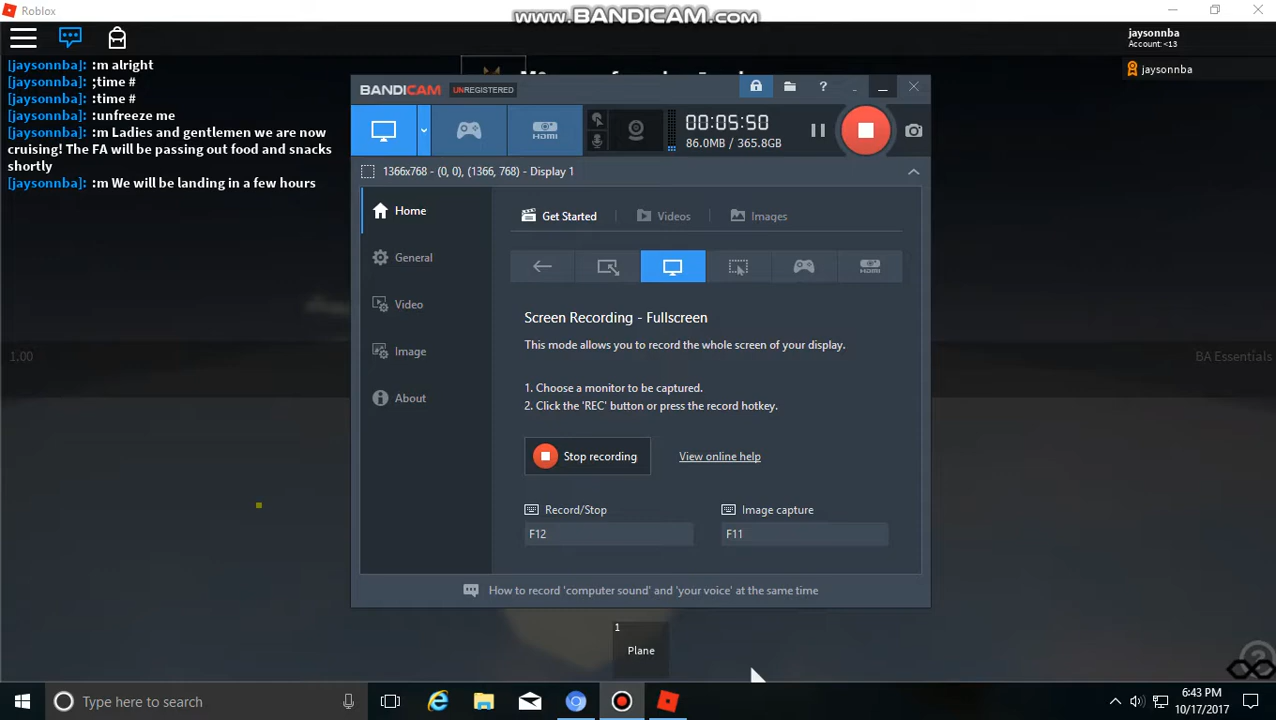 Roblox
www.BANDICAM.com
jaysonnba
Account: <13
jaysonnba
[jaysonnba]: :m alright
[jaysonnba]: ;time #
[jaysonnba]: :time #
[jaysonnba]: :unfreeze me
[jaysonnba]: :m Ladies and gentlemen we are now
cruising! The FA will be passing out food and snacks
shortly
[jaysonnba]: :m We will be landing in a few hours
BANDICAM UNREGISTERED
?
HDMI
00:05:50
86.0MB / 365.8GB
1366x768 - (0, 0), (1366, 768) - Display 1
Home
General
Video
Image
About
Get Started
Videos
Images
HDMI
Screen Recording - Fullscreen
This mode allows you to record the whole screen of your display.
1. Choose a monitor to be captured.
2. Click the 'REC' button or press the record hotkey.
Stop recording
View online help
Record/Stop
Image capture
F12
F11
How to record 'computer sound' and 'your voice' at the same time
1.00
BA Essentials
1
Plane
?
Type here to search
6:43 PM
10/17/2017